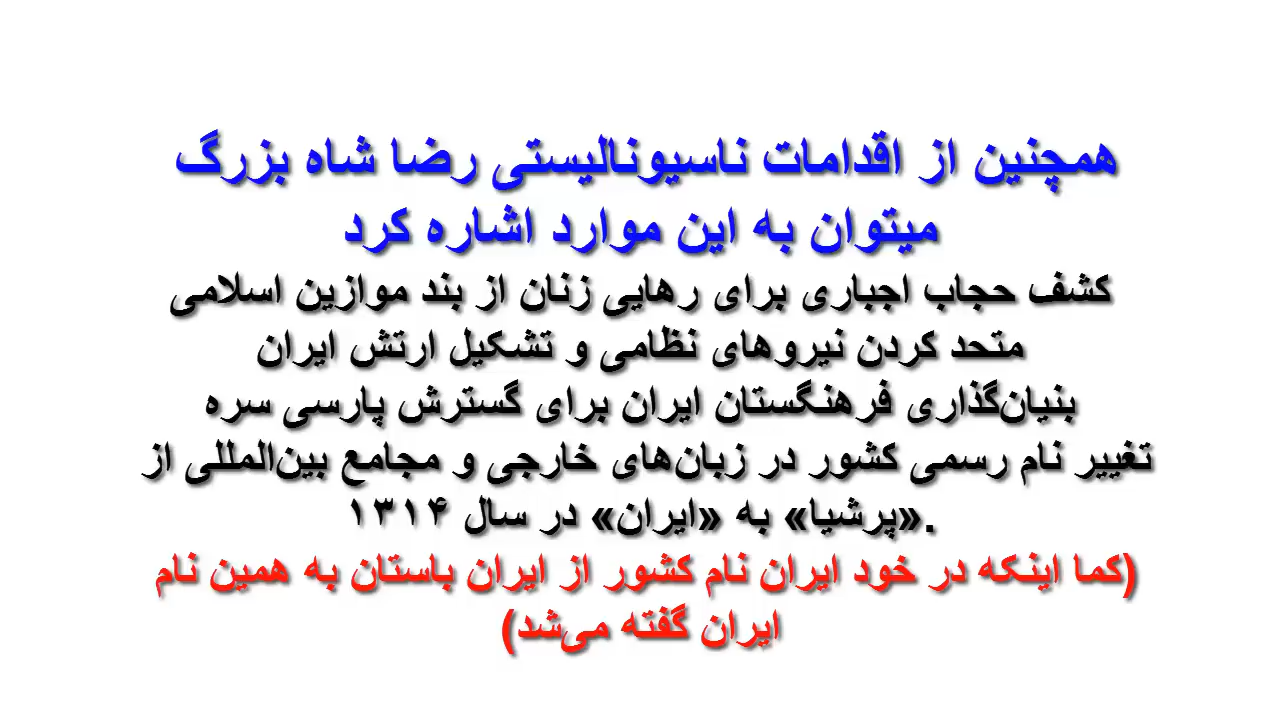 همچنین از اقدامات ناسیونالیستی رضا شاه بزرگ
میتوان به این موارد اشاره کرد
کشف حجاب اجباری برای رهایی زنان از بند موازین اسلامی
متحد کردن نیروهای نظامی و تشکیل ارتش ایران
بنیان‌گذاری فرهنگستان ایران برای گسترش پارسی سره
تغییر نام رسمی کشور در زبان‌های خارجی و مجامع بین‌المللی از
.«پرشیا» به «ایران» در سال ۱۳۱۴
(کما اینکه در خود ایران نام کشور از ایران باستان به همین نام
ایران گفته می‌شد)